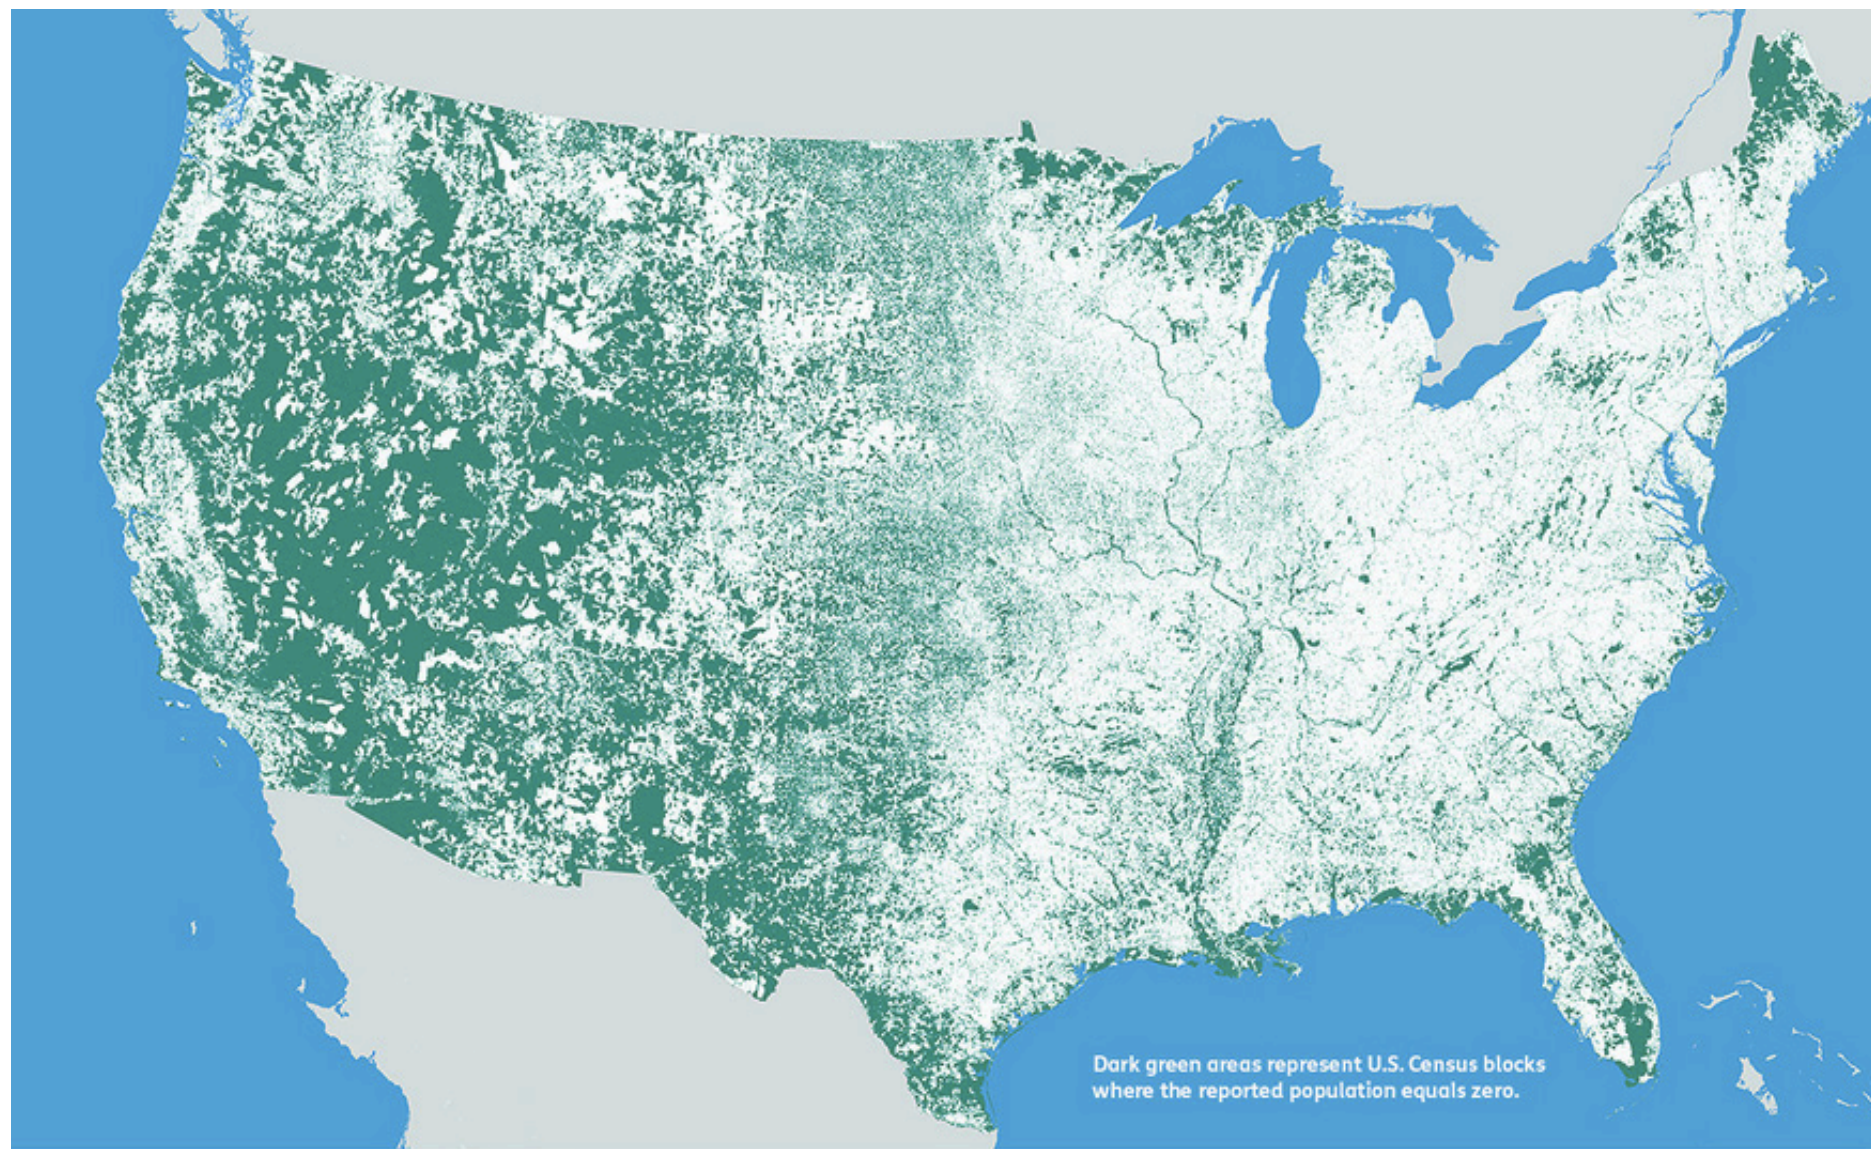 Dark green areas represent U.S. Census blocks
where the reported population equals zero.